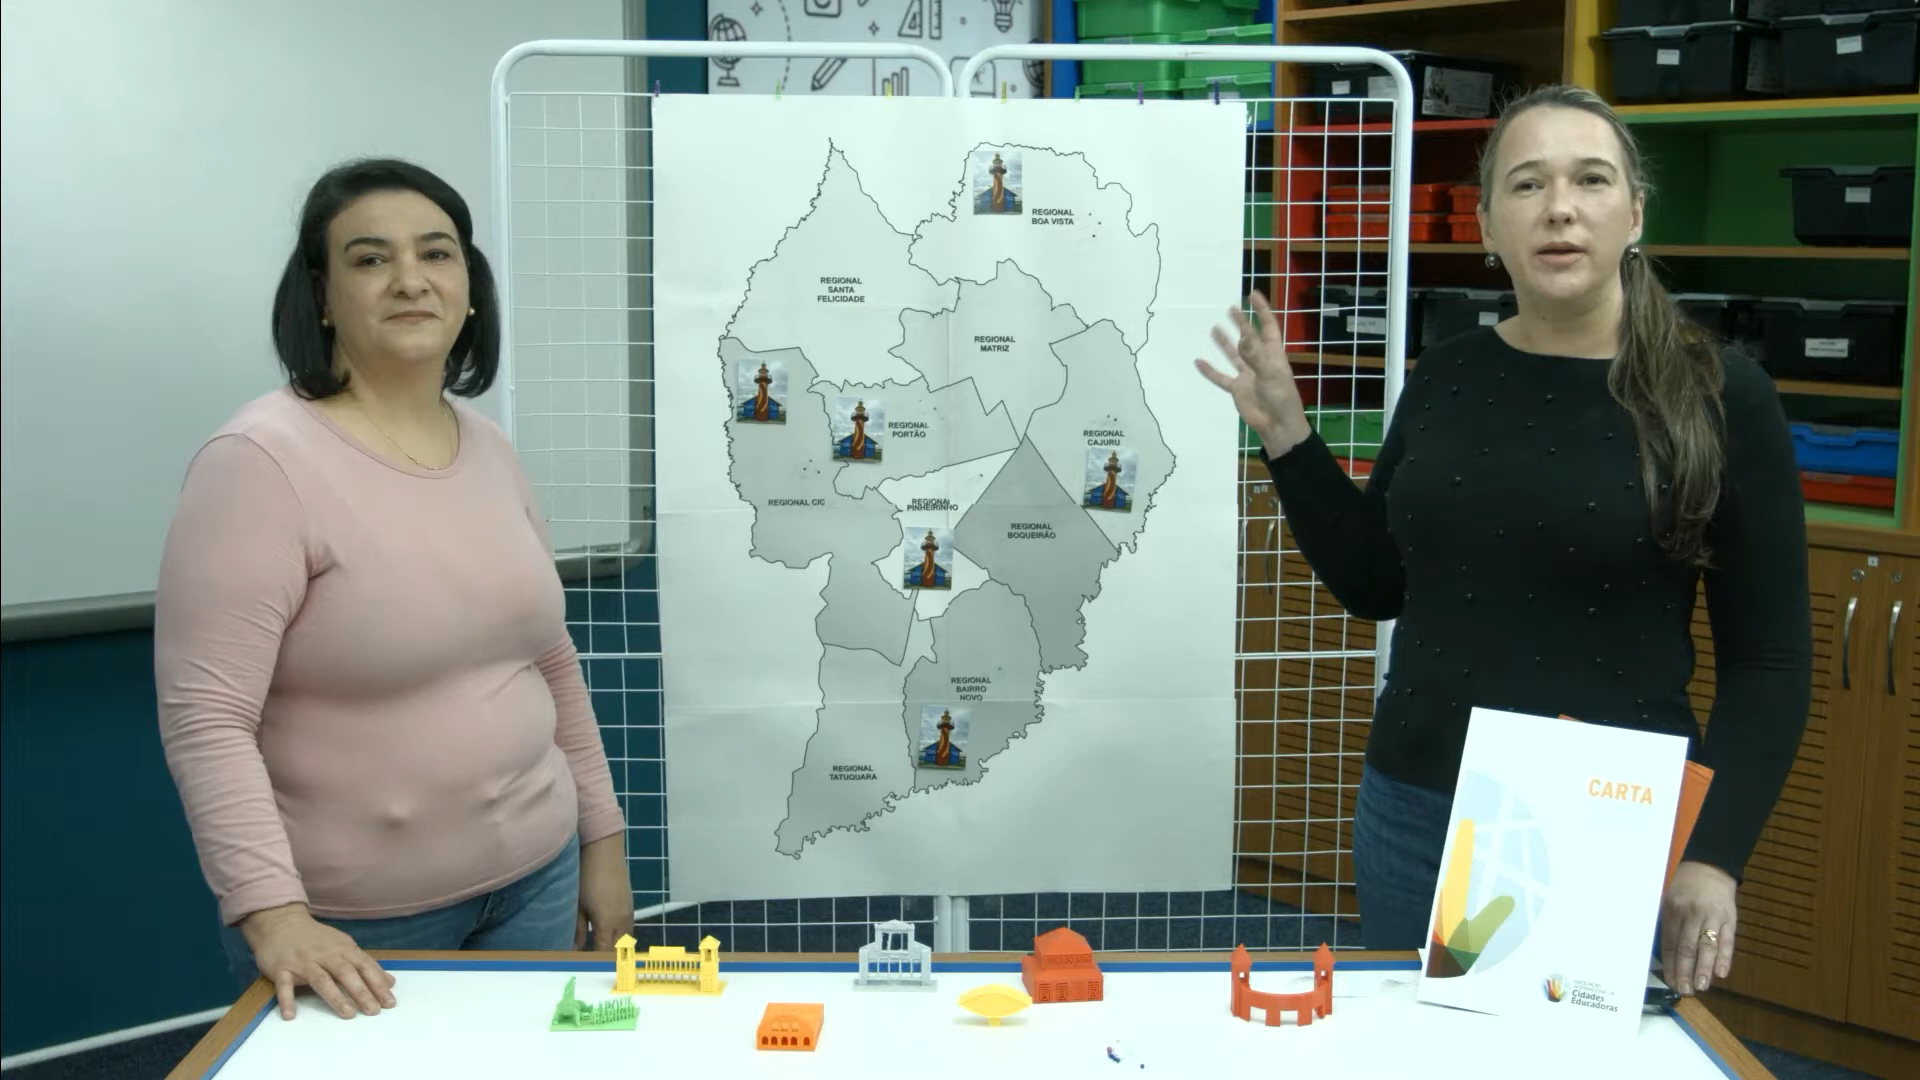 REGIONAL
BOA VISTA
REGIONAL
SANTA
FELICIDADE
REGIONAL
MATRIZ
REGIONAL
PORTÃO
REGIONAL
CAJURU
REGIONAL CIC
REGIONAL
PINHEIRINHO
REGIONAL
BOQUEIRÃO
REGIONAL
BAIRRO
NOVO
REGIONAL
TATUQUARA
CARTA
Cidades
Educadoras